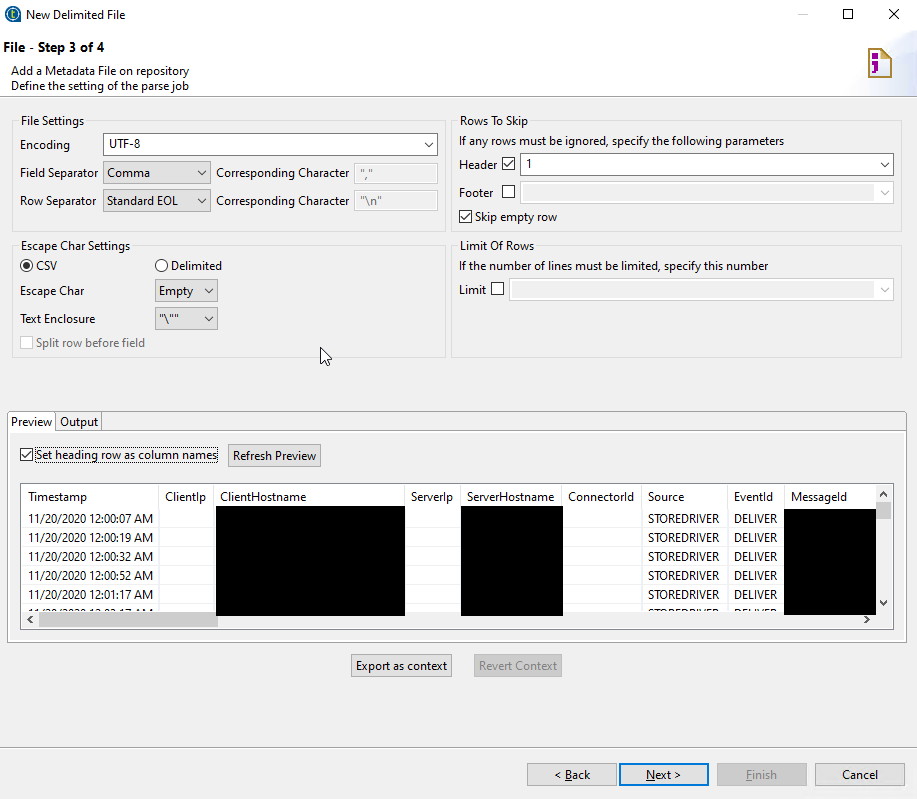 New Delimited File
File - Step 3 of 4
Add a Metadata File on repository
Define the setting of the parse job
File Settings
Encoding UTF-8
Field Separator Comma Corresponding Character ","
Row Separator Standard EOL Corresponding Character "\n"
Rows To Skip
If any rows must be ignored, specify the following parameters
Header 1
Footer
Skip empty row
Escape Char Settings
CSV Delimited
Escape Char Empty
Text Enclosure "\""
Split row before field
Limit Of Rows
If the number of lines must be limited, specify this number
Limit
Preview Output
Set heading row as column names Refresh Preview
Timestamp ClientIp ClientHostname ServerIp ServerHostname ConnectorId Source EventId MessageId
11/20/2020 12:00:07 AM STOREDRIVER DELIVER
11/20/2020 12:00:19 AM STOREDRIVER DELIVER
11/20/2020 12:00:32 AM STOREDRIVER DELIVER
11/20/2020 12:00:52 AM STOREDRIVER DELIVER
11/20/2020 12:01:17 AM STOREDRIVER DELIVER
Export as context Revert Context
< Back Next > Finish Cancel